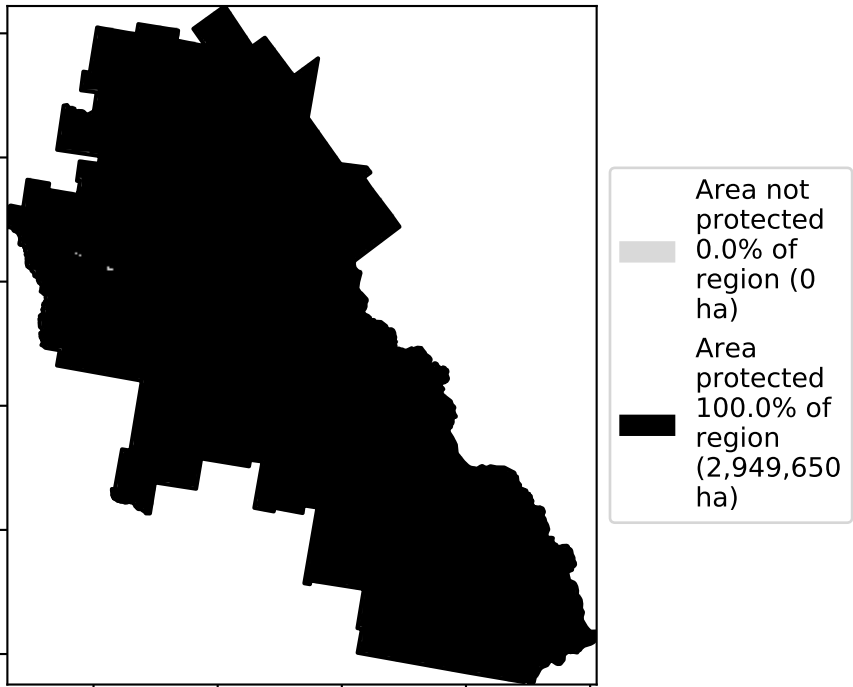 Area not
protected
0.0% of
region (0
ha)
Area
protected
100.0% of
region
(2,949,650
ha)